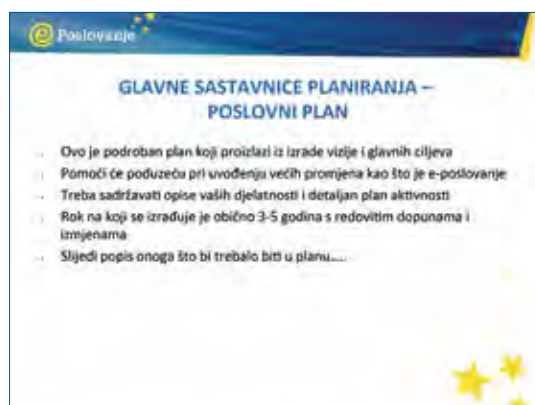 e Poslovanje
GLAVNE SASTAVNICE PLANIRANJA –
POSLOVNI PLAN
Ovo je podroban plan koji proizlazi iz izrade vizije i glavnih ciljeva
Pomoći će poduzeću pri uvođenju većih promjena kao što je e-poslovanje
Treba sadržavati opise vaših djelatnosti i detaljan plan aktivnosti
Rok na koji se izrađuje je obično 3-5 godina s redovitim dopunama i
izmjenama
Slijedi popis onoga što bi trebalo biti u planu.....